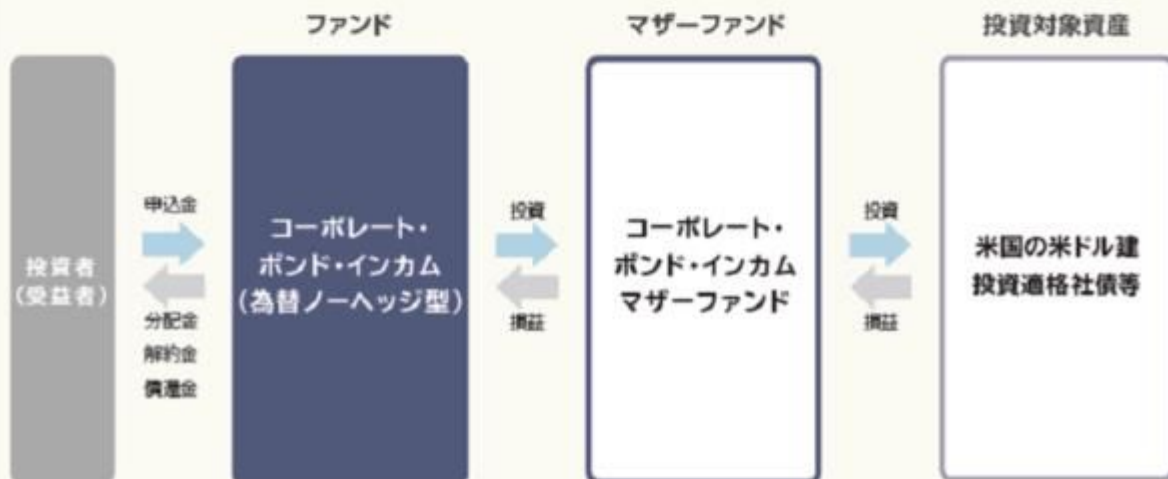 ファンド
マザーファンド
投資対象資産
投資者
(受益者)
申込金
分配金
解約金
償還金
コーポレート・
ボンド・インカム
(為替ノーヘッジ型)
投資
損益
コーポレート・
ボンド・インカム
マザーファンド
投資
損益
米国の米ドル建
投資適格社債等